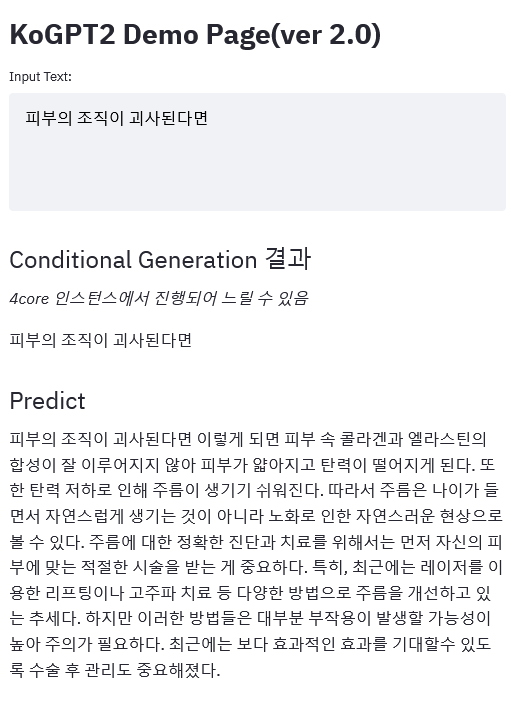 KoGPT2 Demo Page(ver 2.0)
Input Text:
피부의 조직이 괴사된다면
Conditional Generation 결과
4core 인스턴스에서 진행되어 느릴 수 있음
피부의 조직이 괴사된다면
Predict
피부의 조직이 괴사된다면 이렇게 되면 피부 속 콜라겐과 엘라스틴의
합성이 잘 이루어지지 않아 피부가 얇아지고 탄력이 떨어지게 된다. 또
한 탄력 저하로 인해 주름이 생기기 쉬워진다. 따라서 주름은 나이가 들
면서 자연스럽게 생기는 것이 아니라 노화로 인한 자연스러운 현상으로
볼 수 있다. 주름에 대한 정확한 진단과 치료를 위해서는 먼저 자신의 피
부에 맞는 적절한 시술을 받는 게 중요하다. 특히, 최근에는 레이저를 이
용한 리프팅이나 고주파 치료 등 다양한 방법으로 주름을 개선하고 있
는 추세다. 하지만 이러한 방법들은 대부분 부작용이 발생할 가능성이
높아 주의가 필요하다. 최근에는 보다 효과적인 효과를 기대할수 있도
록 수술 후 관리도 중요해졌다.